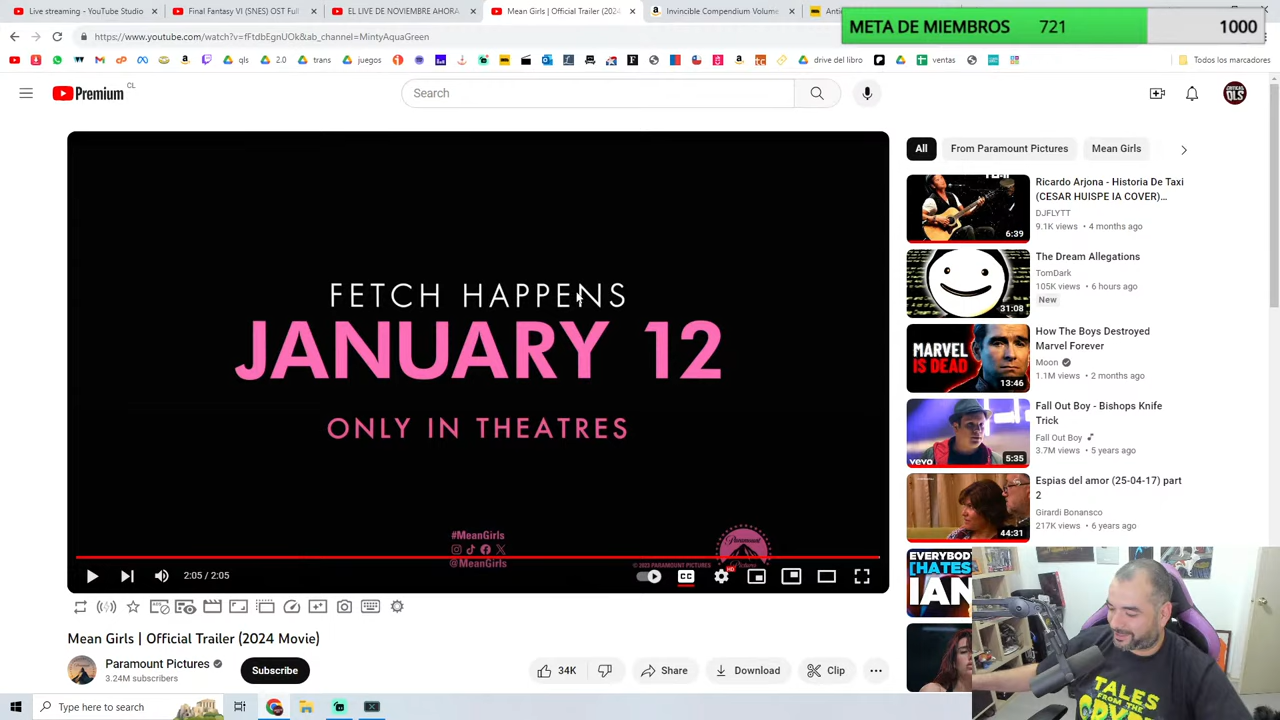 Live streaming - YouTube Studio
Final Fantasy VI (SNES) OST Full
EL LIVE DE NOVIEMBRE AHORA
Mean Girls | Official Trailer (202
Invincible Compendium Volume
META DE MIEMBROS 721 1000
https://www.youtube.com/watch?v=fFtdbEgnUOk&ab_channel=MintyAquaGreen
qls
2.0
trans
juegos
drive del libro
ventas
Todos los marcadores
Premium CL
Search
All
From Paramount Pictures
Mean Girls
FETCH HAPPENS
JANUARY 12
ONLY IN THEATRES
#MeanGirls
@MeanGirls
2:05 / 2:05
Mean Girls | Official Trailer (2024 Movie)
Paramount Pictures
3.24M subscribers
Subscribe
34K
Share
Download
Clip
Ricardo Arjona - Historia De Taxi
(CESAR HUISPE IA COVER)...
DJFLYTT
9.1K views • 4 months ago
6:39
The Dream Allegations
TomDark
105K views • 6 hours ago
New
31:08
How The Boys Destroyed
Marvel Forever
Moon
1.1M views • 2 months ago
MARVEL
IS DEAD
13:46
Fall Out Boy - Bishops Knife
Trick
Fall Out Boy
3.7M views • 5 years ago
vevo
5:35
Espias del amor (25-04-17) part
2
Girardi Bonansco
217K views • 6 years ago
44:31
EVERYBODY
[HATES]
IAN
TALES
FROM THE
Type here to search